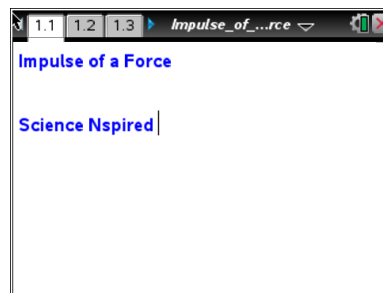 1.1 1.2 1.3 Impulse_of_...rce
Impulse of a Force
Science Nspired